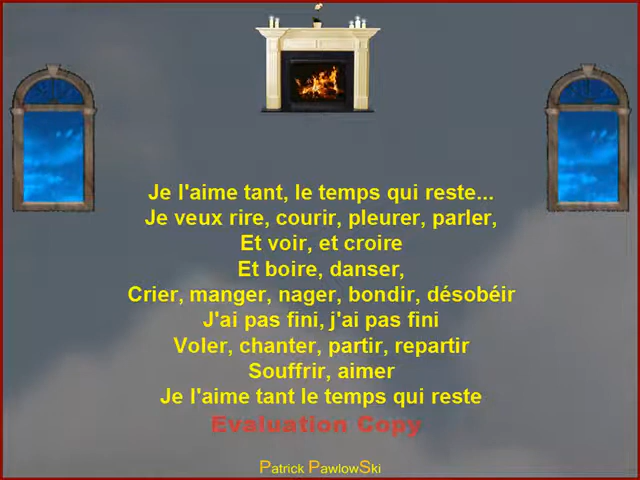 Je l'aime tant, le temps qui reste...
Je veux rire, courir, pleurer, parler,
Et voir, et croire
Et boire, danser,
Crier, manger, nager, bondir, désobéir
J'ai pas fini, j'ai pas fini
Voler, chanter, partir, repartir
Souffrir, aimer
Je l'aime tant le temps qui reste
Evaluation Copy
Patrick PawlowSki